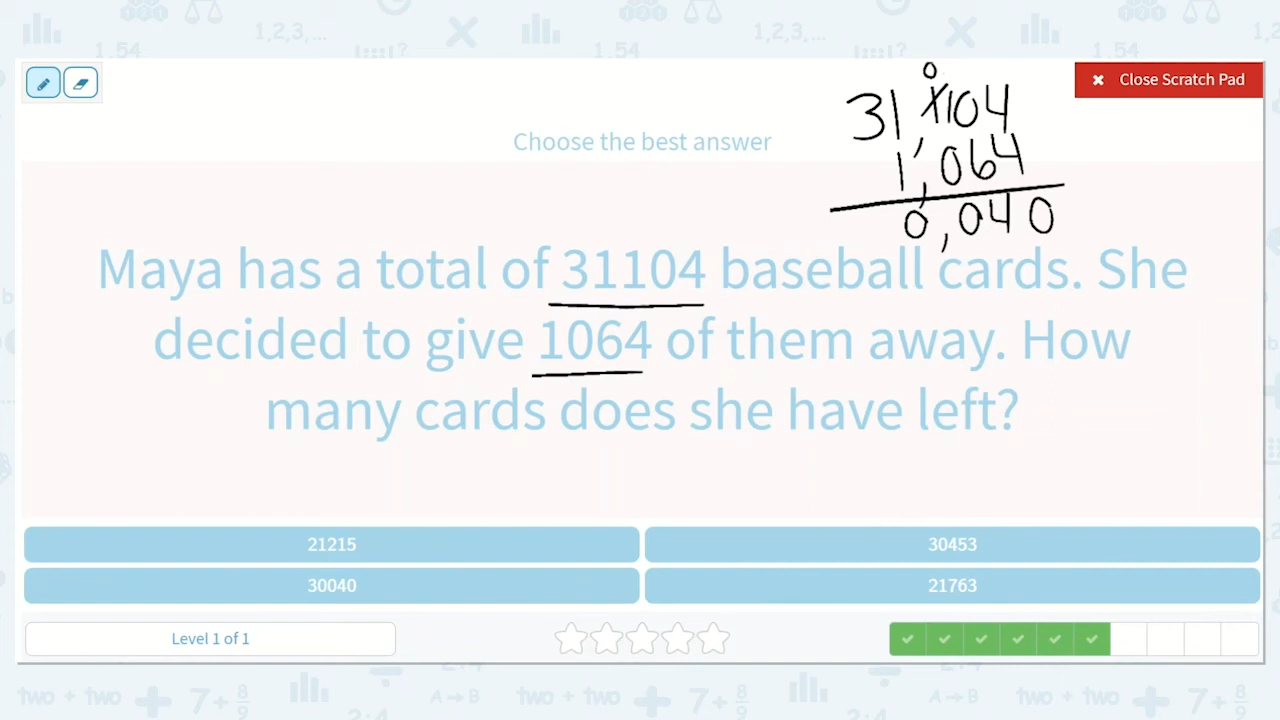 Close Scratch Pad
0
31,1104
1,064
0,040
Choose the best answer
Maya has a total of 31104 baseball cards. She
decided to give 1064 of them away. How
many cards does she have left?
21215
30453
30040
21763
Level 1 of 1